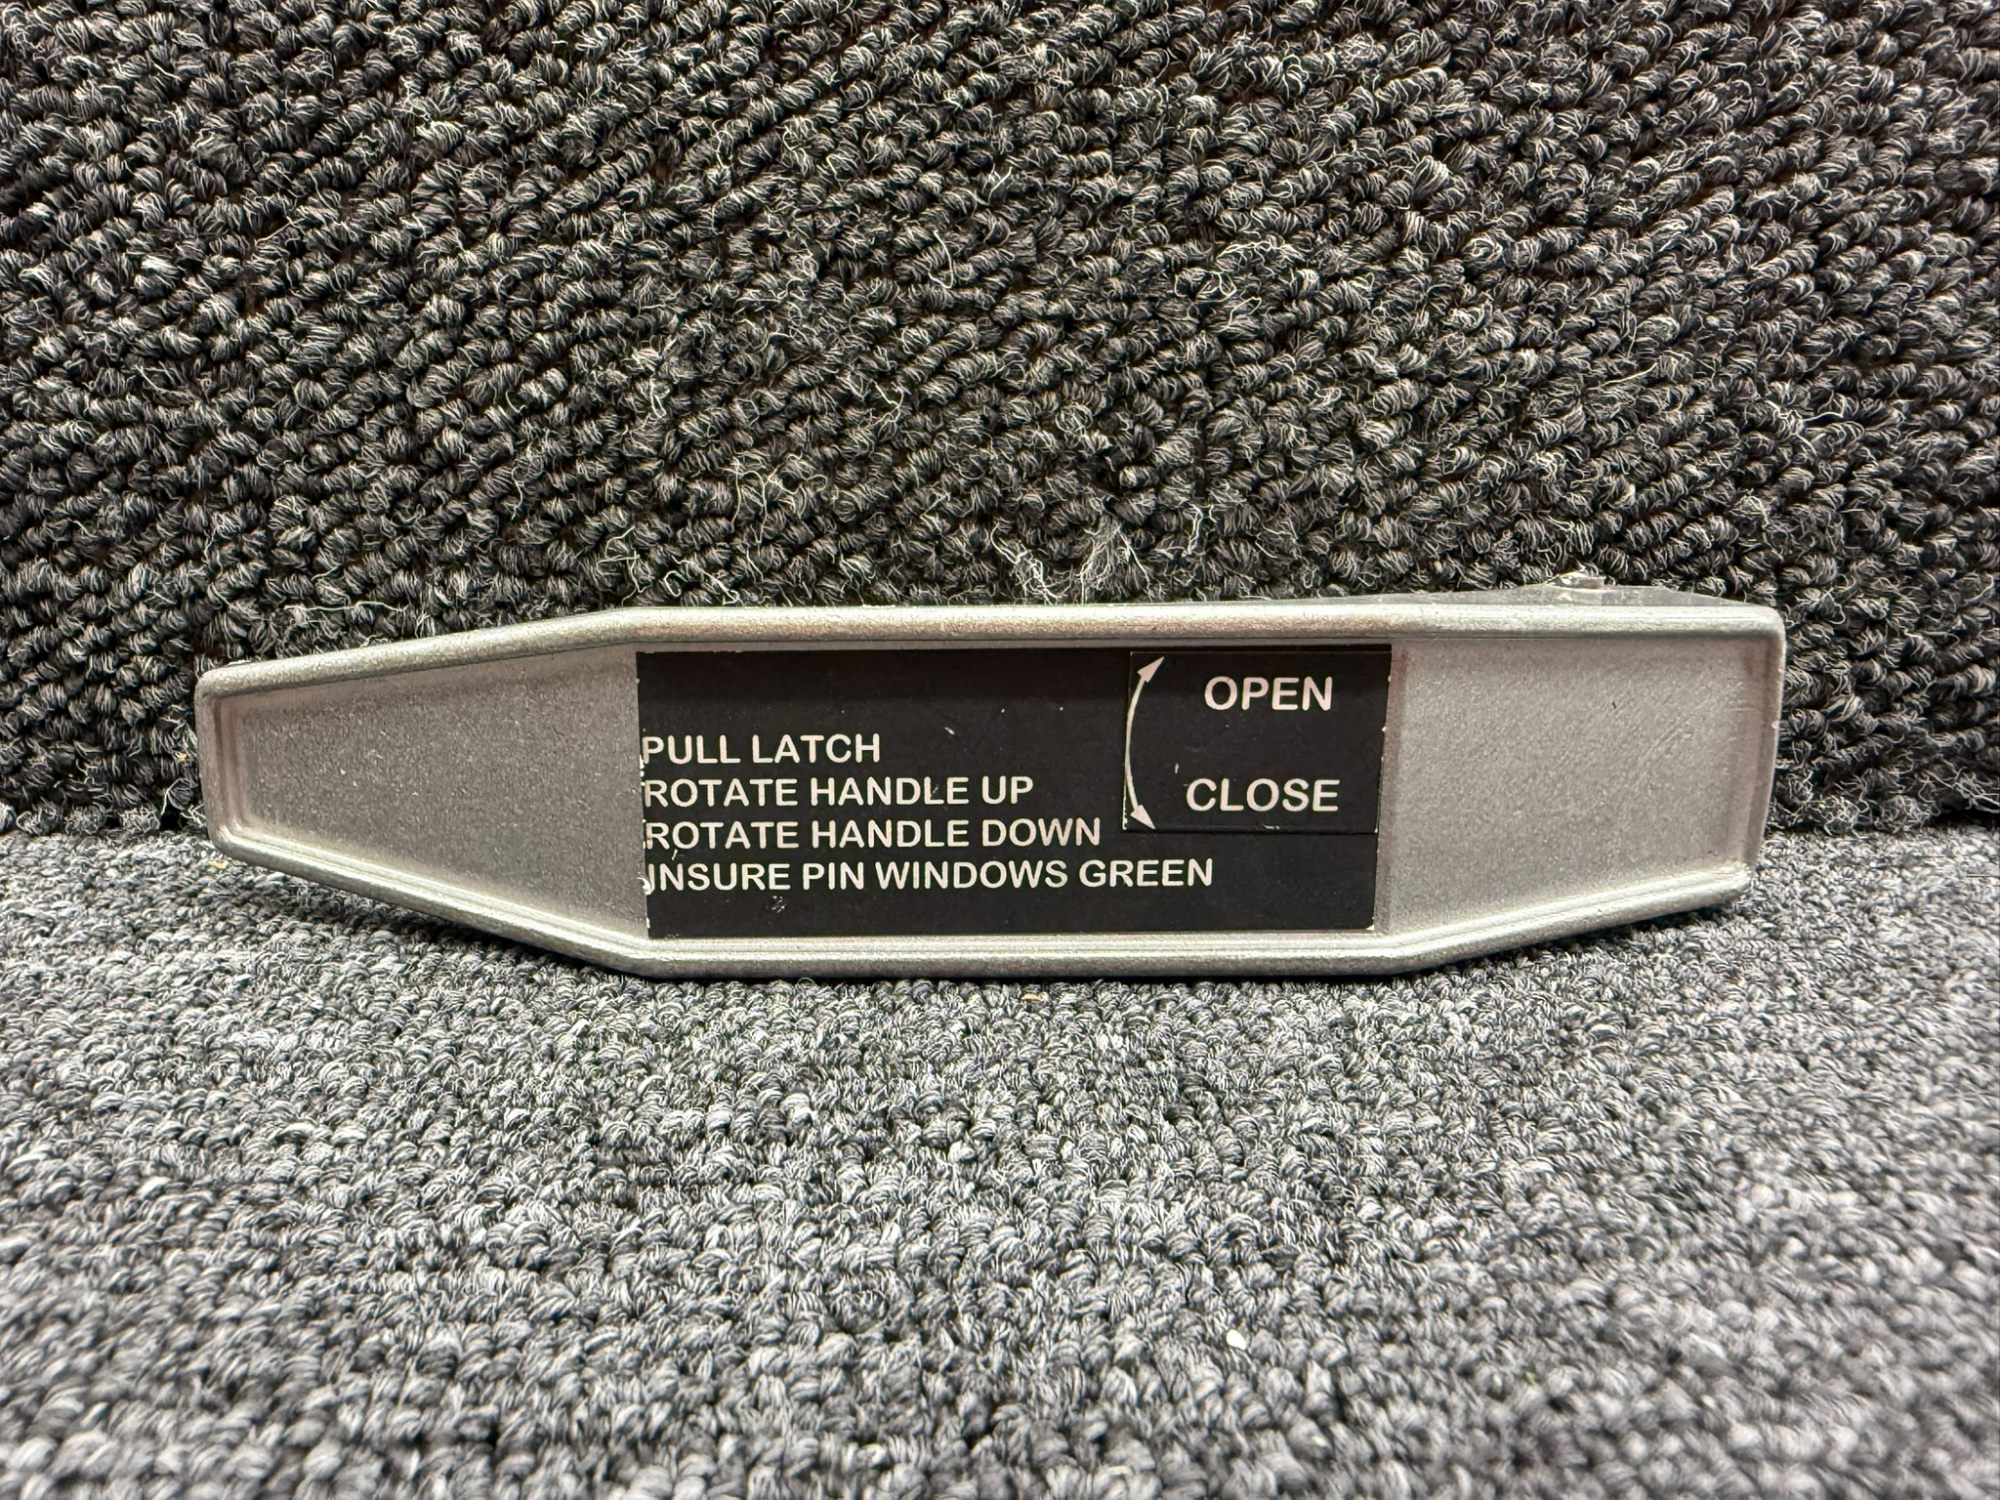 PULL LATCH
ROTATE HANDLE UP
ROTATE HANDLE DOWN
INSURE PIN WINDOWS GREEN
OPEN
CLOSE